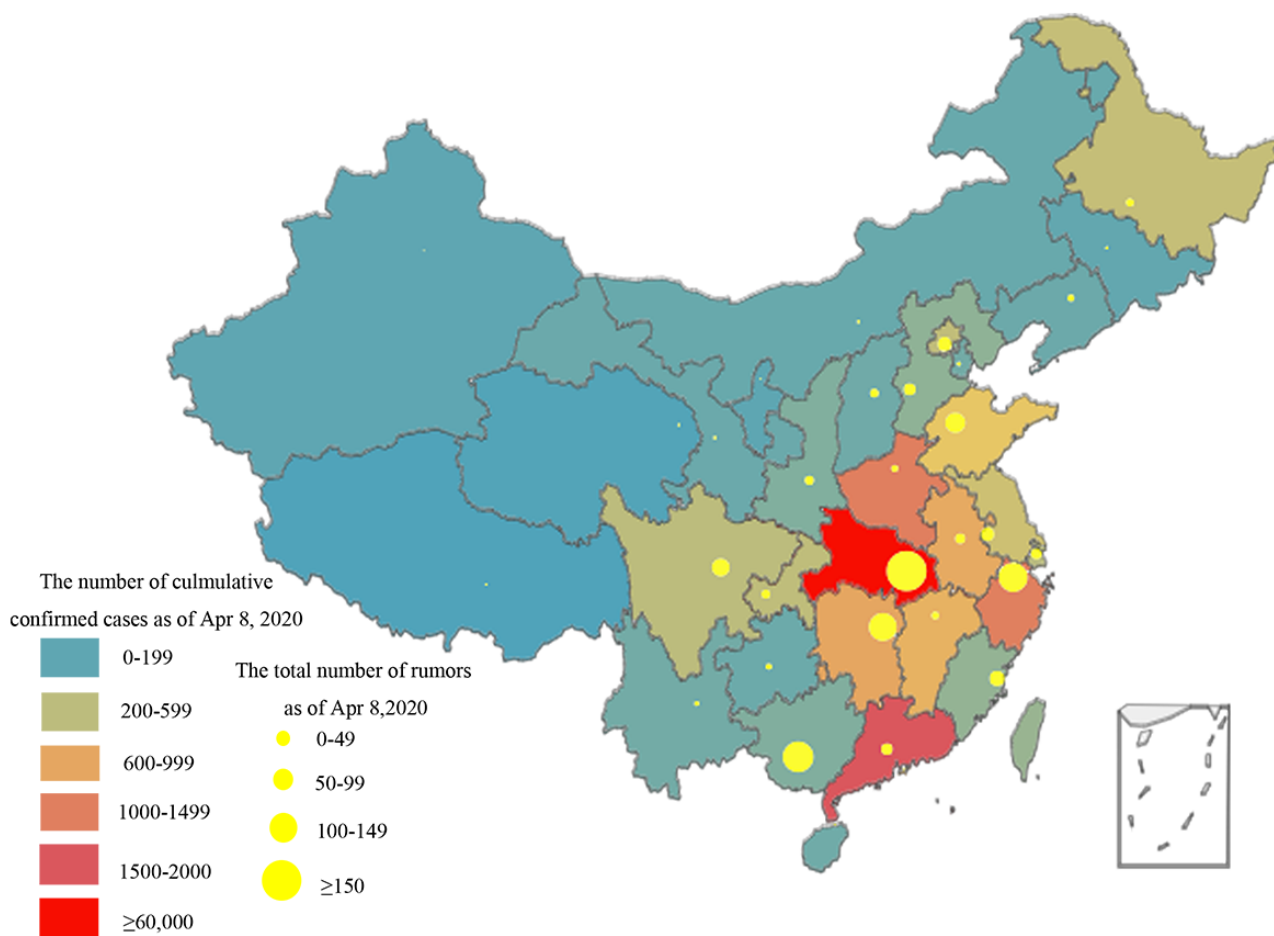 The number of culmulative
confirmed cases as of Apr 8, 2020
0-199
200-599
600-999
1000-1499
1500-2000
≥60,000
The total number of rumors
as of Apr 8,2020
0-49
50-99
100-149
≥150